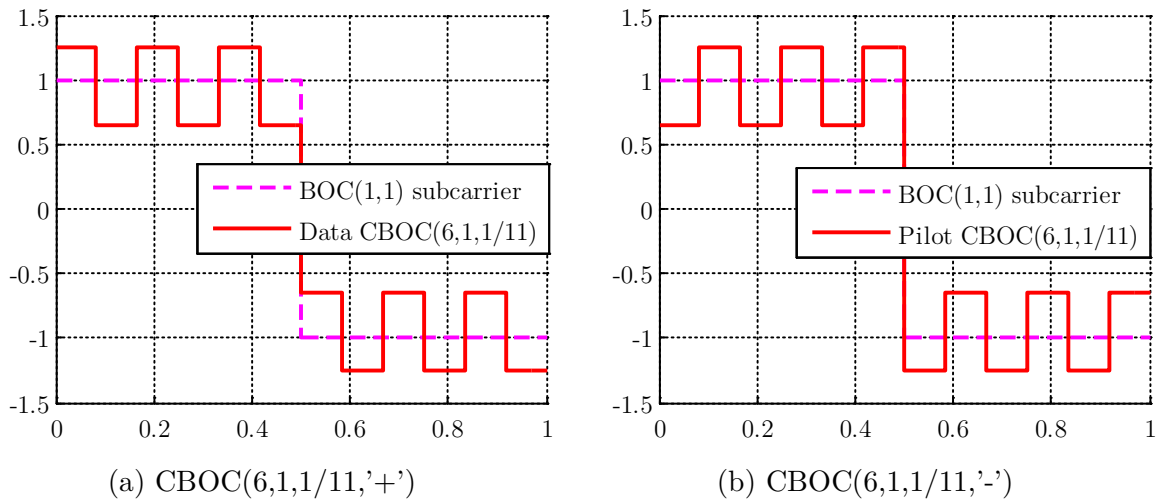 1.5
1
0.5
0
-0.5
-1
-1.5
0 0.2 0.4 0.6 0.8 1
BOC(1,1) subcarrier
Data CBOC(6,1,1/11)
(a) CBOC(6,1,1/11,'+')
1.5
1
0.5
0
-0.5
-1
-1.5
0 0.2 0.4 0.6 0.8 1
BOC(1,1) subcarrier
Pilot CBOC(6,1,1/11)
(b) CBOC(6,1,1/11,'-')